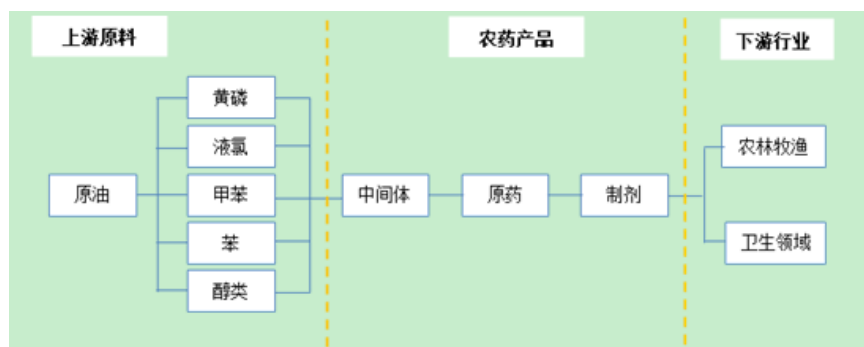 上游原料
农药产品
下游行业
原油
黄磷
液氯
甲苯
苯
醇类
中间体
原药
制剂
农林牧渔
卫生领域